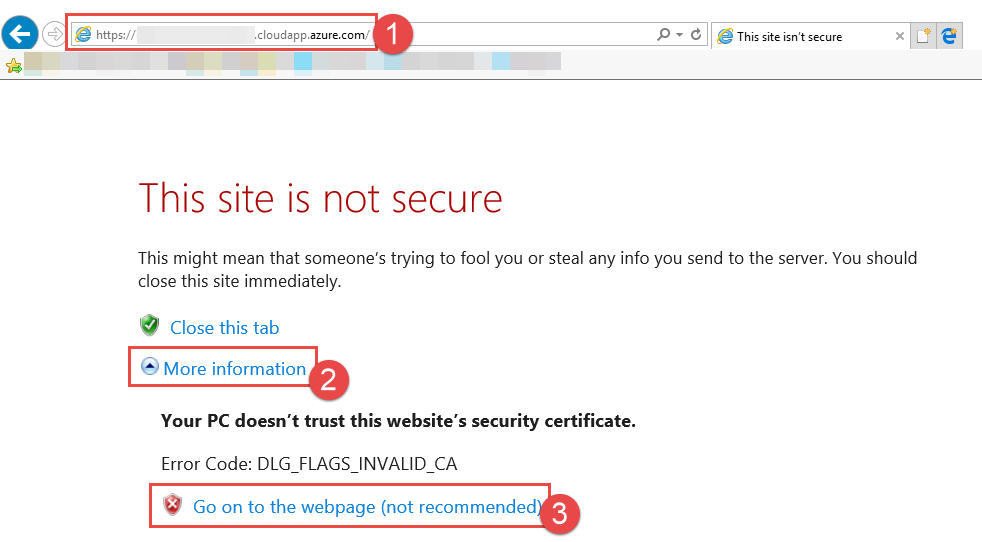 https:// .cloudapp.azure.com/
1
This site isn't secure
This site is not secure
This might mean that someone's trying to fool you or steal any info you send to the server. You should
close this site immediately.
Close this tab
More information
2
Your PC doesn't trust this website's security certificate.
Error Code: DLG_FLAGS_INVALID_CA
Go on to the webpage (not recommended)
3